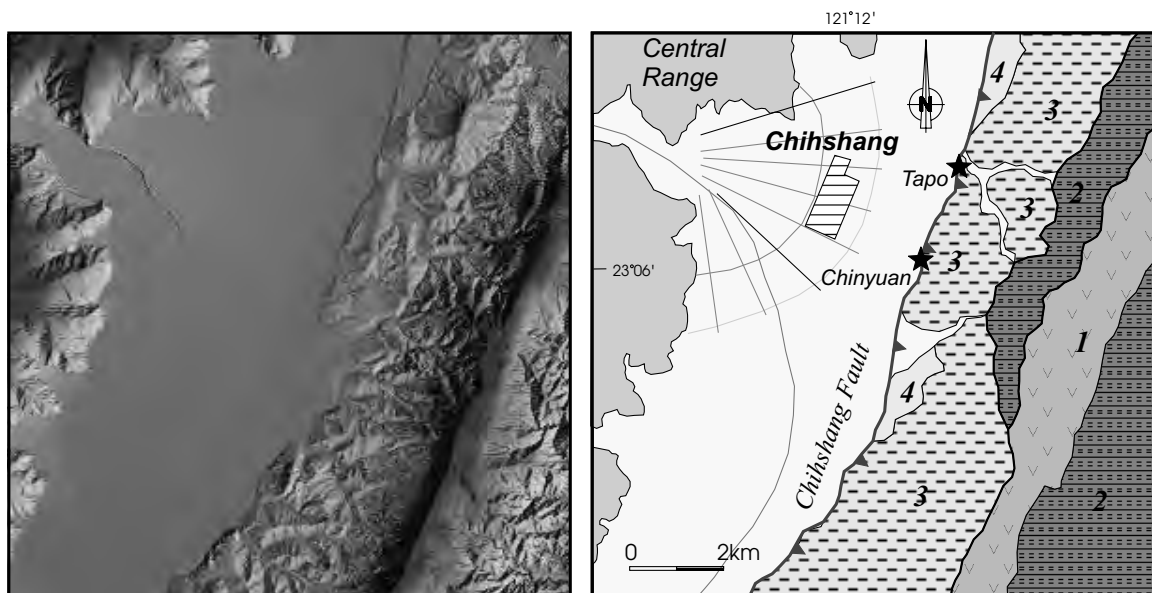 121°12'
Central
Range
4
3
N
Chihshang
Tapo
2
3
23°06'
Chinyuan
3
1
Chihshang Fault
4
3
2
0 2km